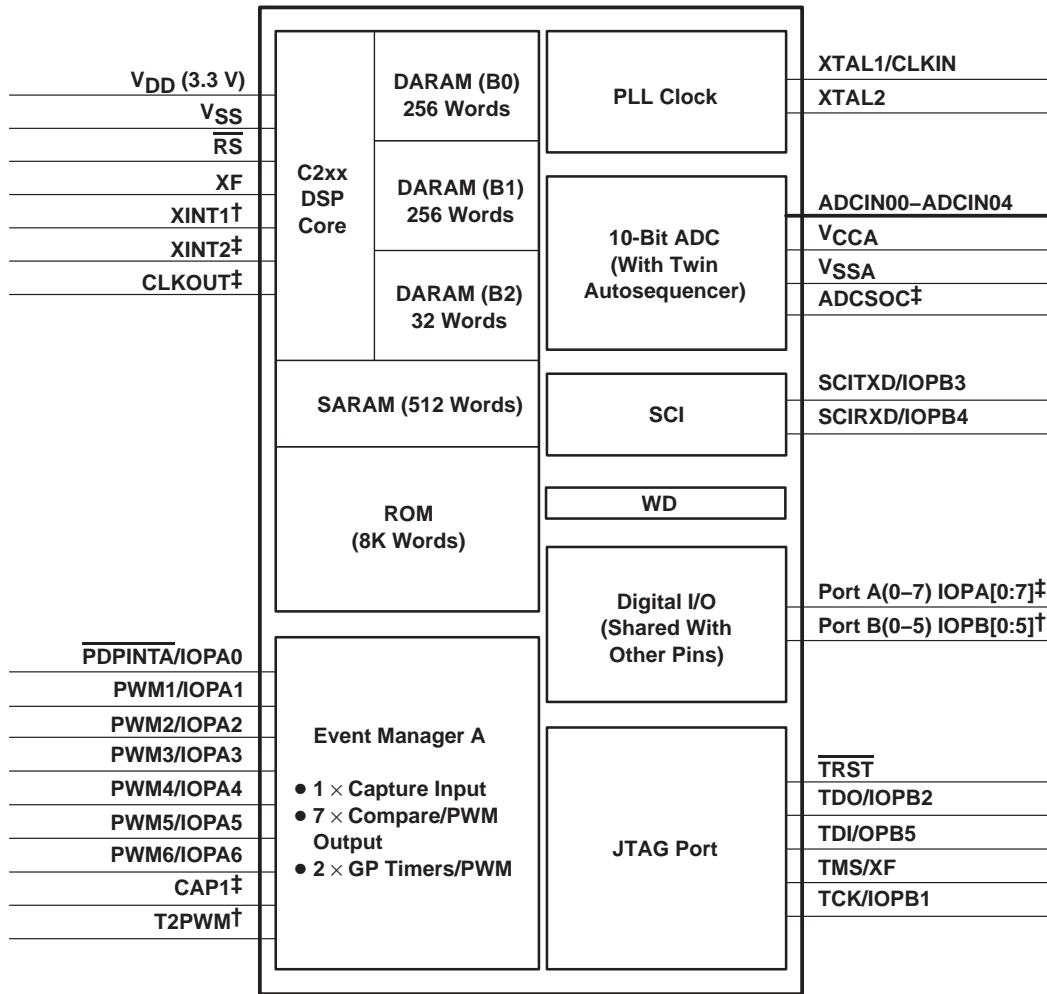 V_DD (3.3 V)
V_SS
RS
XF
XINT1†
XINT2‡
CLKOUT‡
C2xx
DSP
Core
DARAM (B0)
256 Words
DARAM (B1)
256 Words
DARAM (B2)
32 Words
SARAM (512 Words)
ROM
(8K Words)
PLL Clock
XTAL1/CLKIN
XTAL2
10-Bit ADC
(With Twin
Autosequencer)
ADCIN00–ADCIN04
V_CCA
V_SSA
ADCSOC‡
SCI
SCITXD/IOPB3
SCIRXD/IOPB4
WD
Digital I/O
(Shared With
Other Pins)
Port A(0–7) IOPA[0:7]‡
Port B(0–5) IOPB[0:5]†
PDPINTA/IOPA0
PWM1/IOPA1
PWM2/IOPA2
PWM3/IOPA3
PWM4/IOPA4
PWM5/IOPA5
PWM6/IOPA6
CAP1‡
T2PWM†
Event Manager A
● 1 × Capture Input
● 7 × Compare/PWM
Output
● 2 × GP Timers/PWM
JTAG Port
TRST
TDO/IOPB2
TDI/OPB5
TMS/XF
TCK/IOPB1